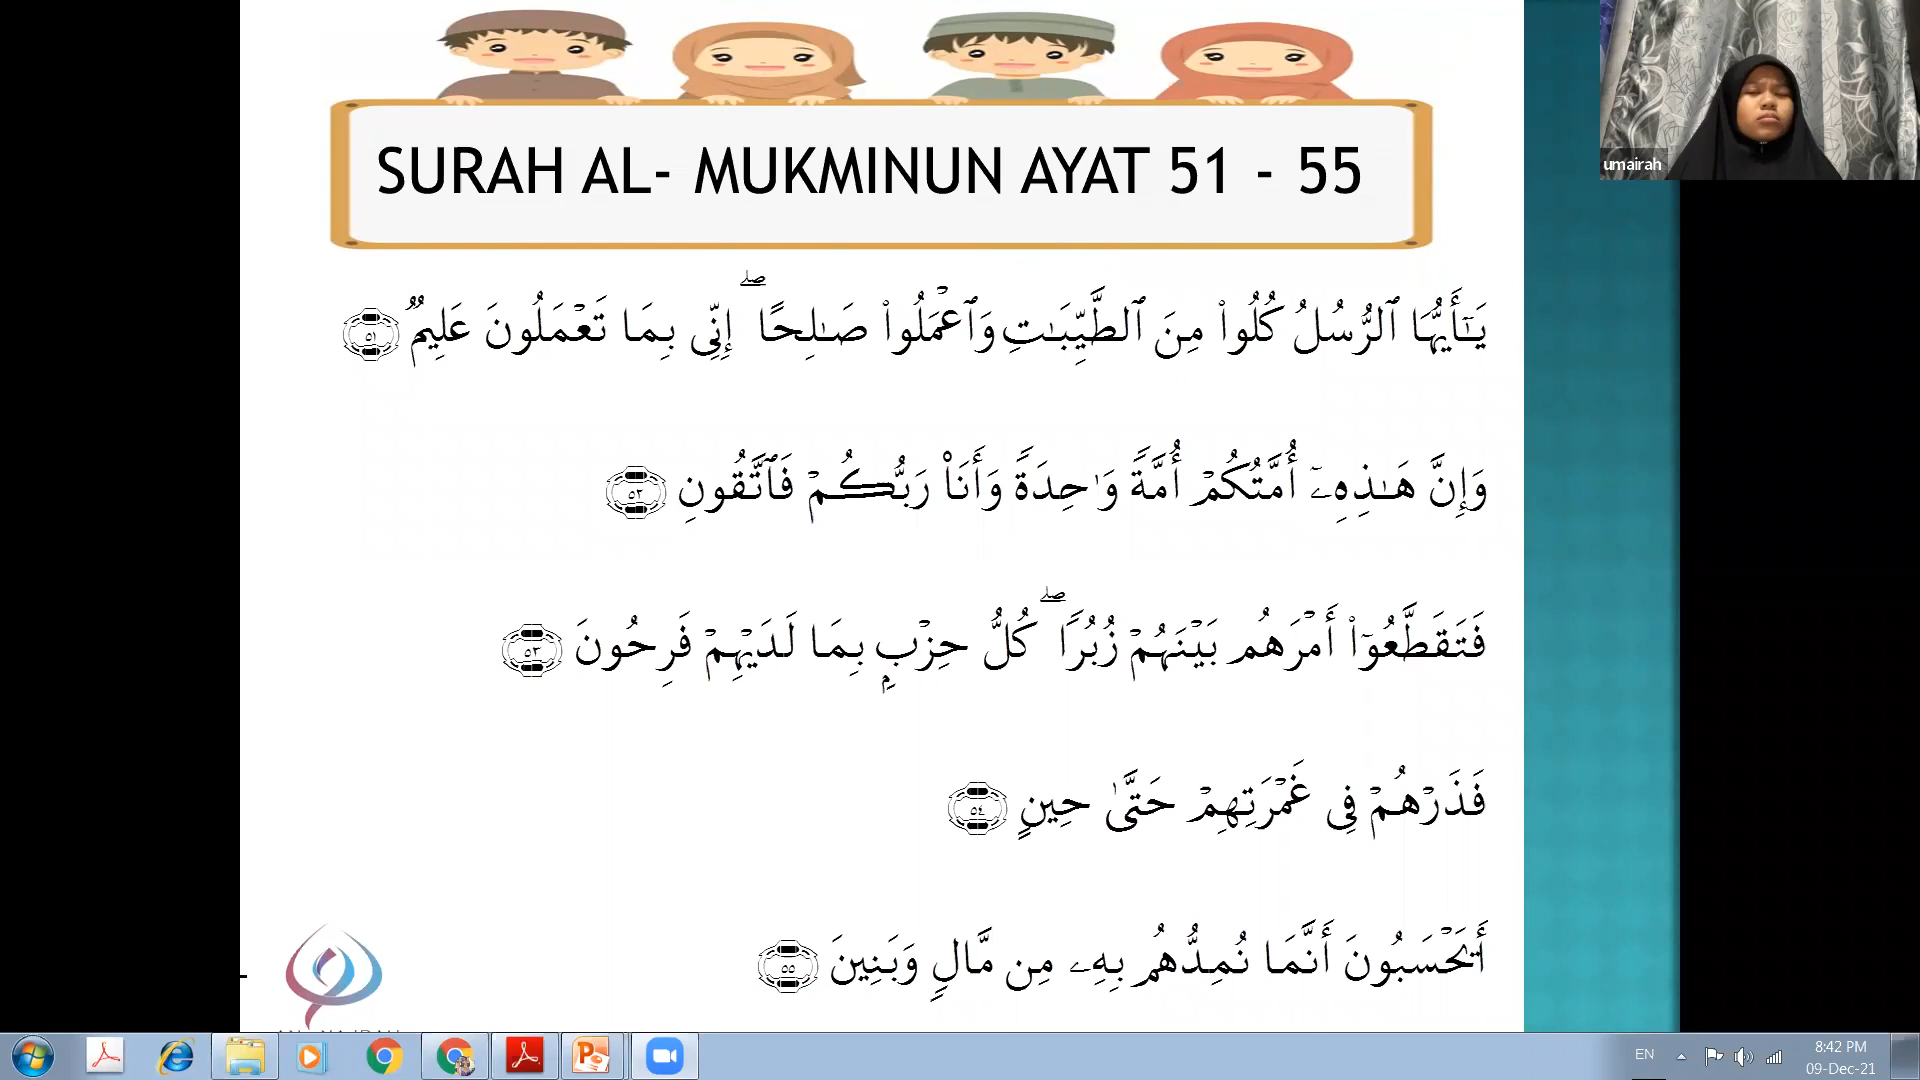 SURAH AL- MUKMINUN AYAT 51 - 55
umairah
يَـٰٓأَيُّهَا ٱلرُّسُلُ كُلُوا۟ مِنَ ٱلطَّيِّبَـٰتِ وَٱعْمَلُوا۟ صَـٰلِحًا ۖ إِنِّى بِمَا تَعْمَلُونَ عَلِيمٌ ٥١
وَإِنَّ هَـٰذِهِۦٓ أُمَّتُكُمْ أُمَّةً وَٰحِدَةً وَأَنَا۠ رَبُّكُمْ فَٱتَّقُونِ ٥٢
فَتَقَطَّعُوٓا۟ أَمْرَهُم بَيْنَهُمْ زُبُرًا ۖ كُلُّ حِزْبٍۭ بِمَا لَدَيْهِمْ فَرِحُونَ ٥٣
فَذَرْهُمْ فِى غَمْرَتِهِمْ حَتَّىٰ حِينٍ ٥٤
أَيَحْسَبُونَ أَنَّمَا نُمِدُّهُم بِهِۦ مِن مَّالٍ وَبَنِينَ ٥٥
EN
8:42 PM
09-Dec-21